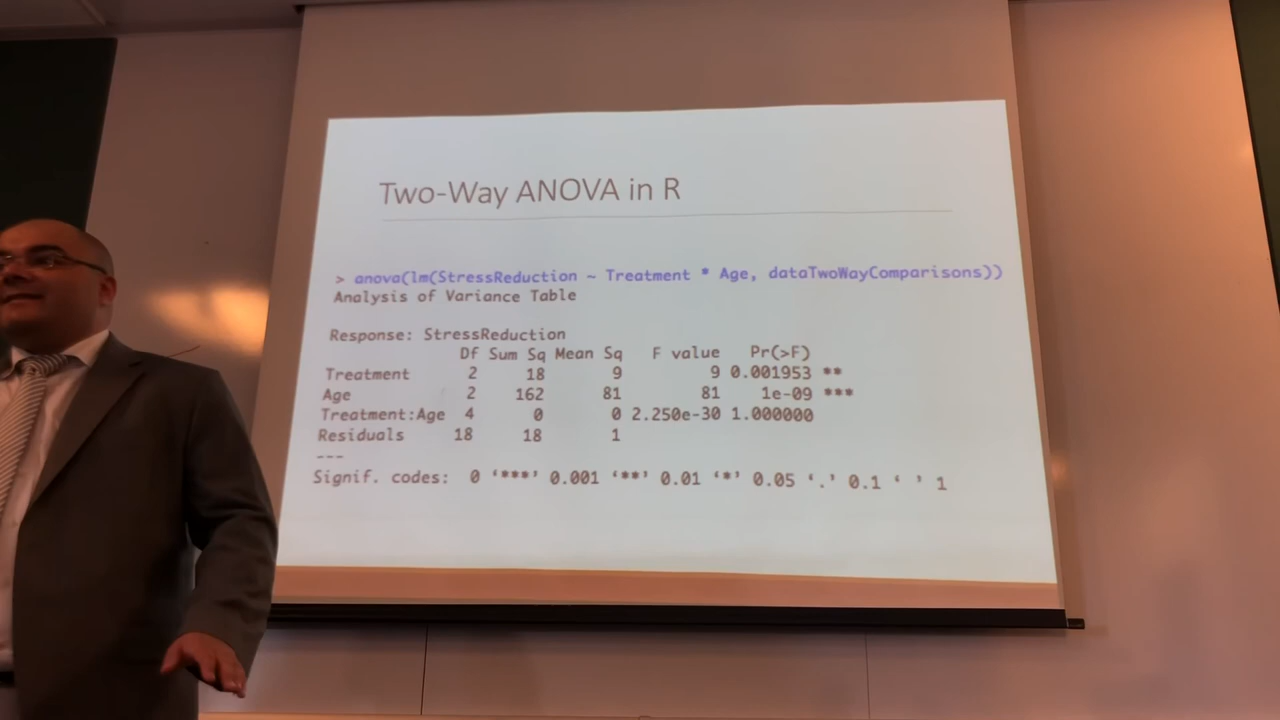 Two-Way ANOVA in R
> anova(lm(StressReduction ~ Treatment * Age, dataTwoWayComparisons))
Analysis of Variance Table
Response: StressReduction
Df Sum Sq Mean Sq F value Pr(>F)
Treatment 2 18 9 9 0.001953 **
Age 2 162 81 81 1e-09 ***
Treatment:Age 4 0 0 2.250e-30 1.000000
Residuals 18 18 1
---
Signif. codes: 0 ‘***’ 0.001 ‘**’ 0.01 ‘*’ 0.05 ‘.’ 0.1 ‘ ’ 1